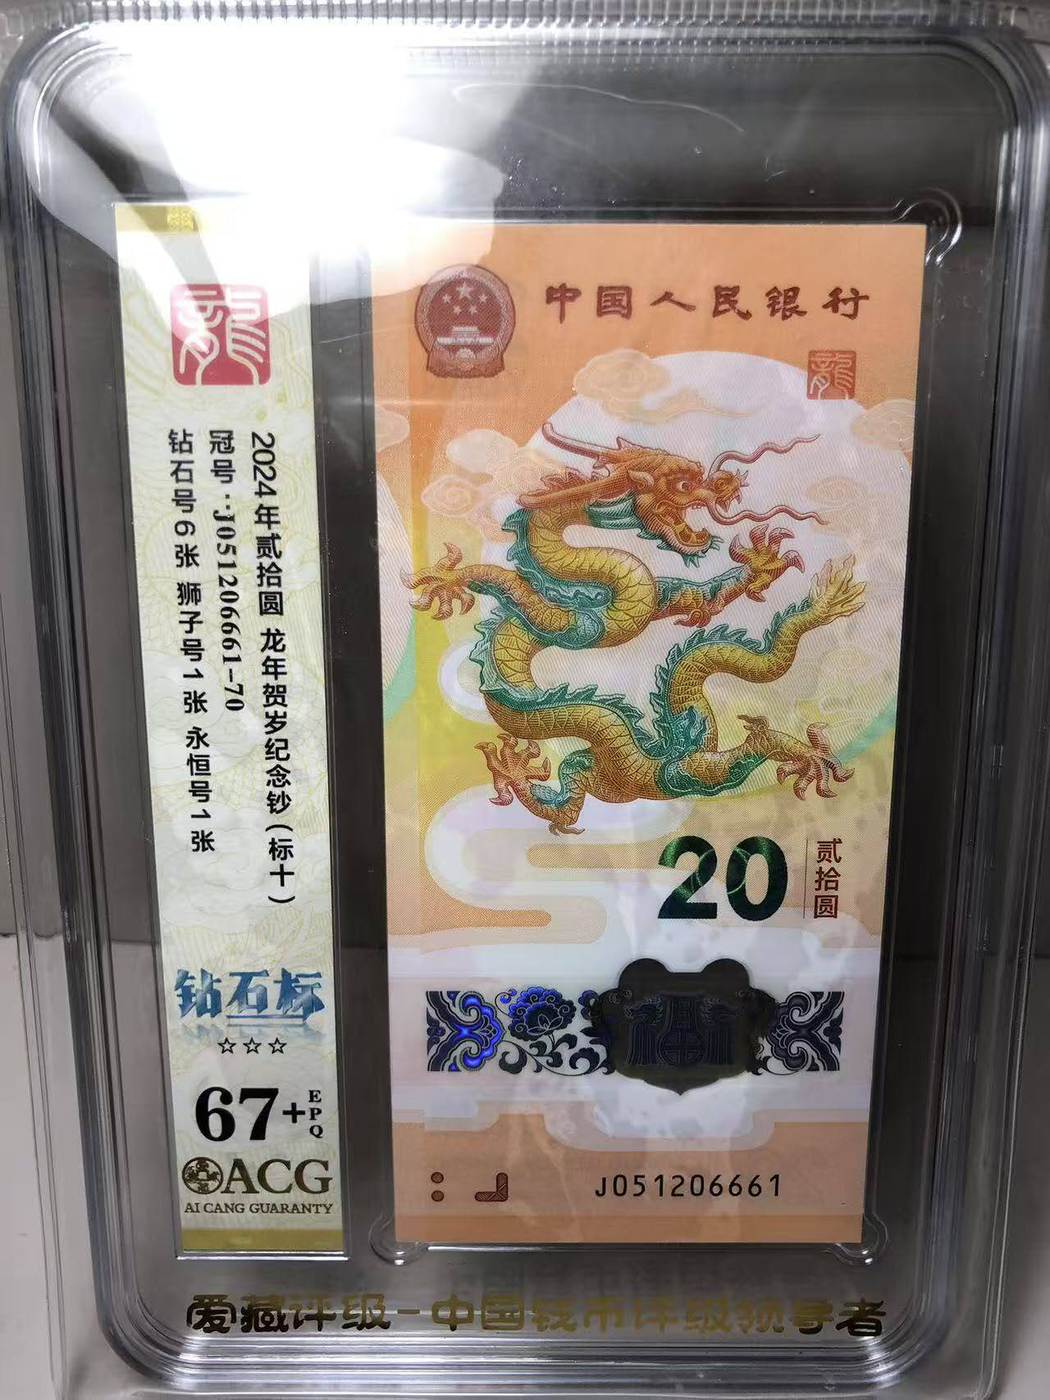 龍
2024年贰拾圆 龙年贺岁纪念钞(标十)
冠号:J051206661-70
钻石号6张 狮子号1张 永恒号1张
钻石标
☆☆☆
67+EPQ
ACG
AI CANG GUARANTY
中国人民银行
龍
20
贰拾圆
J051206661
爱藏评级-中国钱币评级领导者